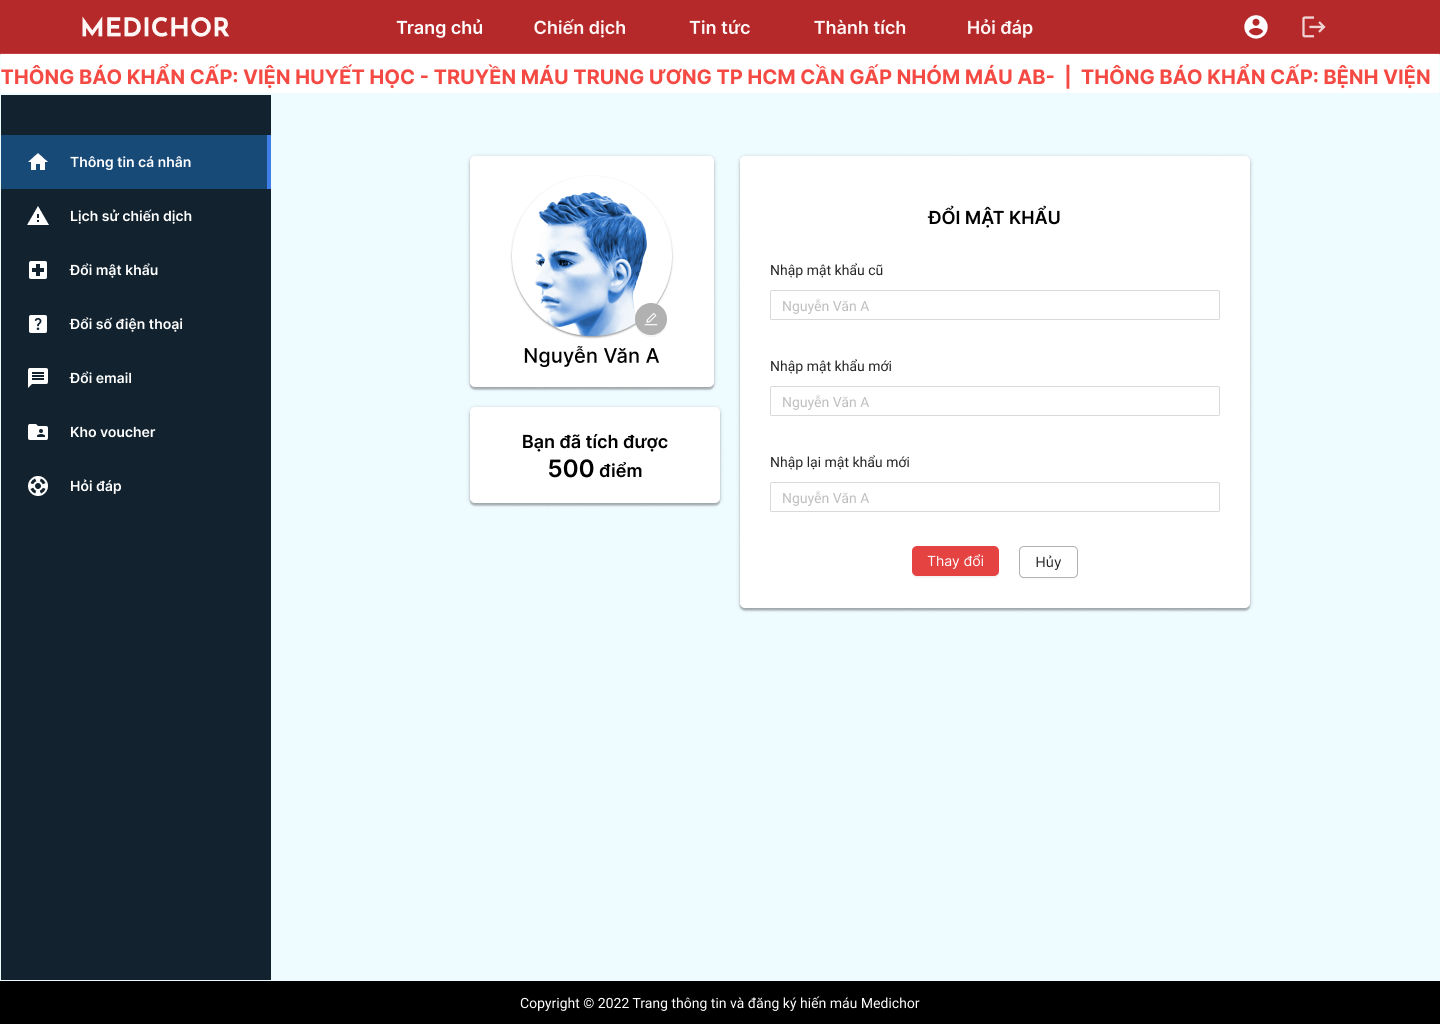 MEDICHOR
Trang chủ
Chiến dịch
Tin tức
Thành tích
Hỏi đáp
THÔNG BÁO KHẨN CẤP: VIỆN HUYẾT HỌC - TRUYỀN MÁU TRUNG ƯƠNG TP HCM CẦN GẤP NHÓM MÁU AB- | THÔNG BÁO KHẨN CẤP: BỆNH VIỆN
Thông tin cá nhân
Lịch sử chiến dịch
Đổi mật khẩu
Đổi số điện thoại
Đổi email
Kho voucher
Hỏi đáp
Nguyễn Văn A
Bạn đã tích được
500 điểm
ĐỔI MẬT KHẨU
Nhập mật khẩu cũ
Nguyễn Văn A
Nhập mật khẩu mới
Nguyễn Văn A
Nhập lại mật khẩu mới
Nguyễn Văn A
Thay đổi
Hủy
Copyright © 2022 Trang thông tin và đăng ký hiến máu Medichor